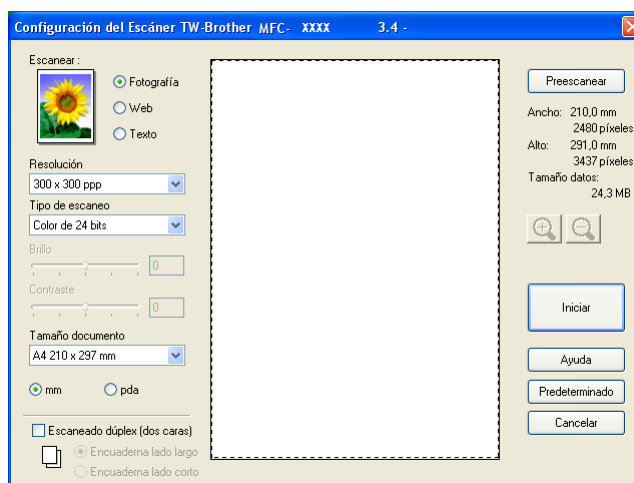 Configuración del Escáner TW-Brother MFC- XXXX 3.4 -
Escanear :
Fotografía
Web
Texto
Resolución
300 x 300 ppp
Tipo de escaneo
Color de 24 bits
Brillo
0
Contraste
0
Tamaño documento
A4 210 x 297 mm
mm pda
Escaneado dúplex (dos caras)
Encuaderna lado largo
Encuaderna lado corto
Preescanear
Ancho: 210,0 mm
2480 píxeles
Alto: 291,0 mm
3437 píxeles
Tamaño datos:
24,3 MB
Iniciar
Ayuda
Predeterminado
Cancelar